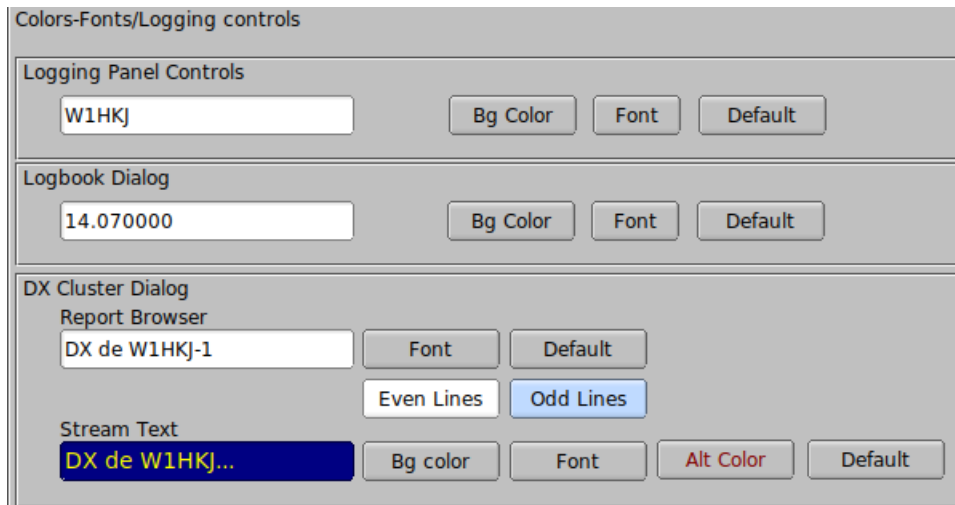 Colors-Fonts/Logging controls
Logging Panel Controls
W1HKJ Bg Color Font Default
Logbook Dialog
14.070000 Bg Color Font Default
DX Cluster Dialog
Report Browser
DX de W1HKJ-1 Font Default
Even Lines Odd Lines
Stream Text
DX de W1HKJ... Bg color Font Alt Color Default